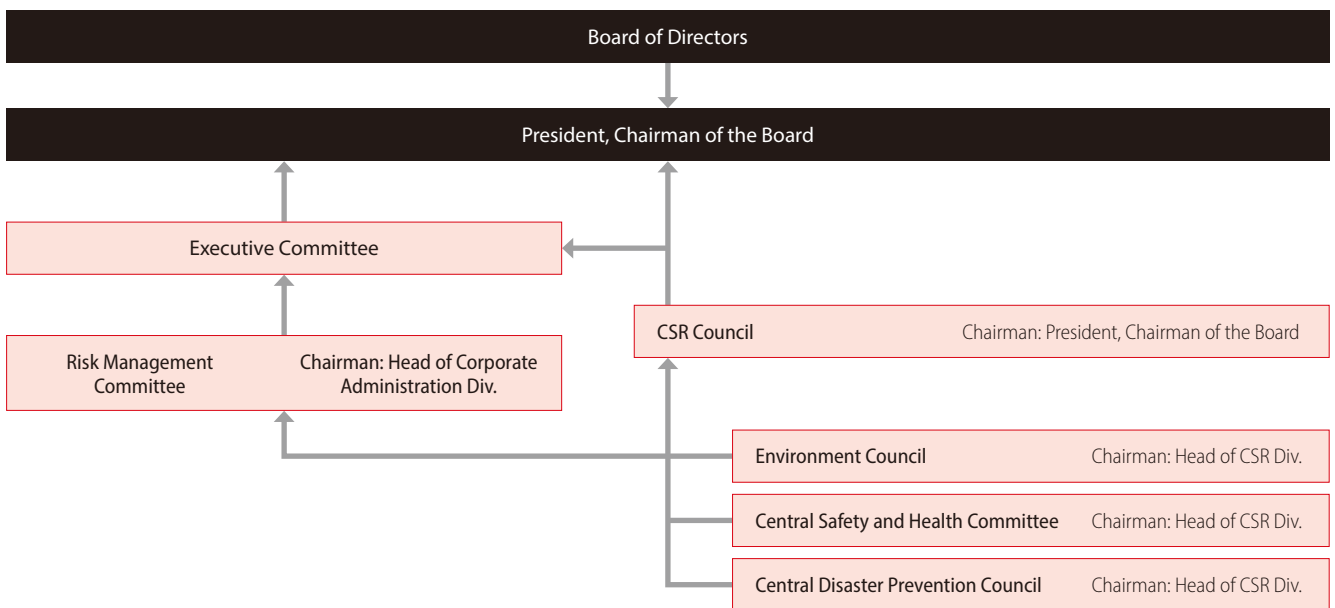 Board of Directors
President, Chairman of the Board
Executive Committee
CSR Council Chairman: President, Chairman of the Board
Risk Management
Committee
Chairman: Head of Corporate
Administration Div.
Environment Council Chairman: Head of CSR Div.
Central Safety and Health Committee Chairman: Head of CSR Div.
Central Disaster Prevention Council Chairman: Head of CSR Div.